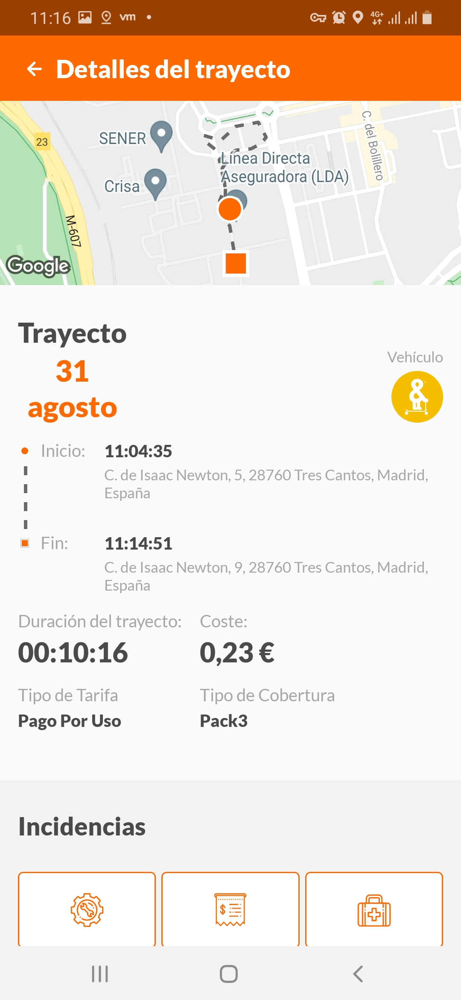 11:16 vm 4G+
Detalles del trayecto
23
SENER
Crisa
C. del Bolillero
Línea Directa
Aseguradora (LDA)
M-607
Google
Trayecto
31
agosto
Vehículo
&
Inicio: 11:04:35
C. de Isaac Newton, 5, 28760 Tres Cantos, Madrid,
España
Fin: 11:14:51
C. de Isaac Newton, 9, 28760 Tres Cantos, Madrid,
España
Duración del trayecto: Coste:
00:10:16 0,23 €
Tipo de Tarifa Tipo de Cobertura
Pago Por Uso Pack3
Incidencias
$